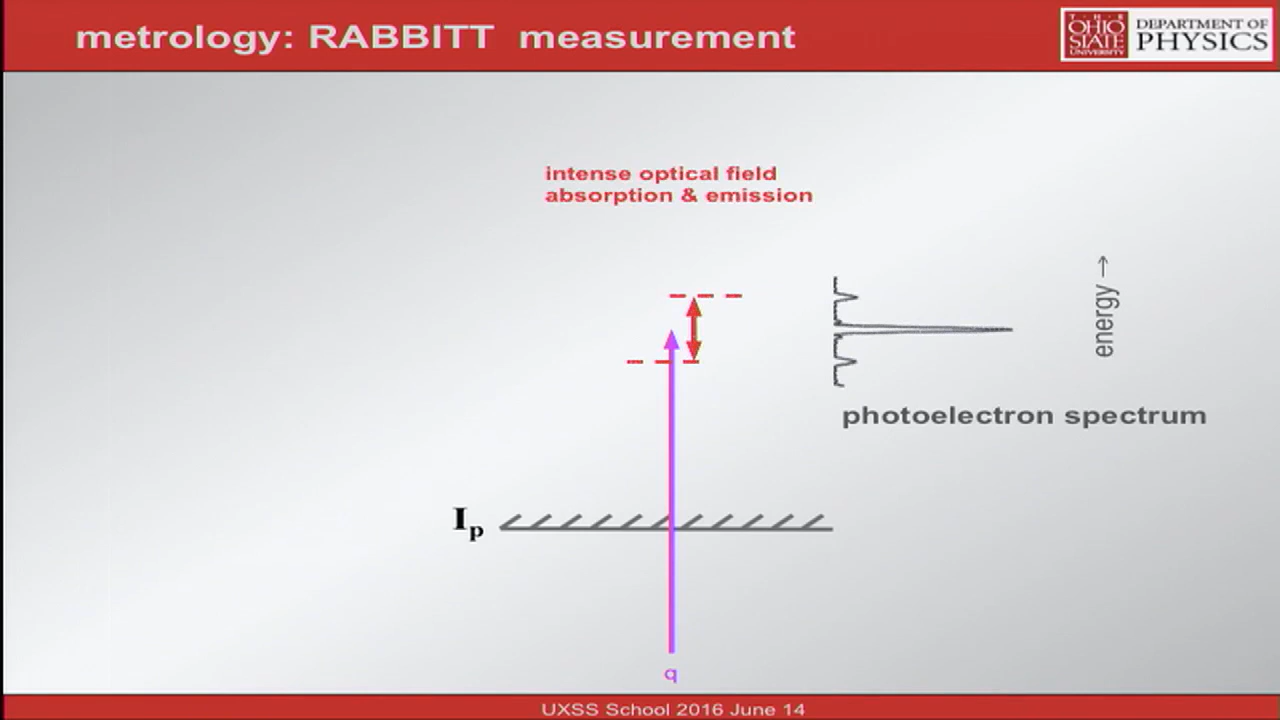 metrology: RABBITT measurement
T · H · E
OHIO
STATE
UNIVERSITY
DEPARTMENT OF
PHYSICS
intense optical field
absorption & emission
energy →
photoelectron spectrum
Ip
q
UXSS School 2016 June 14